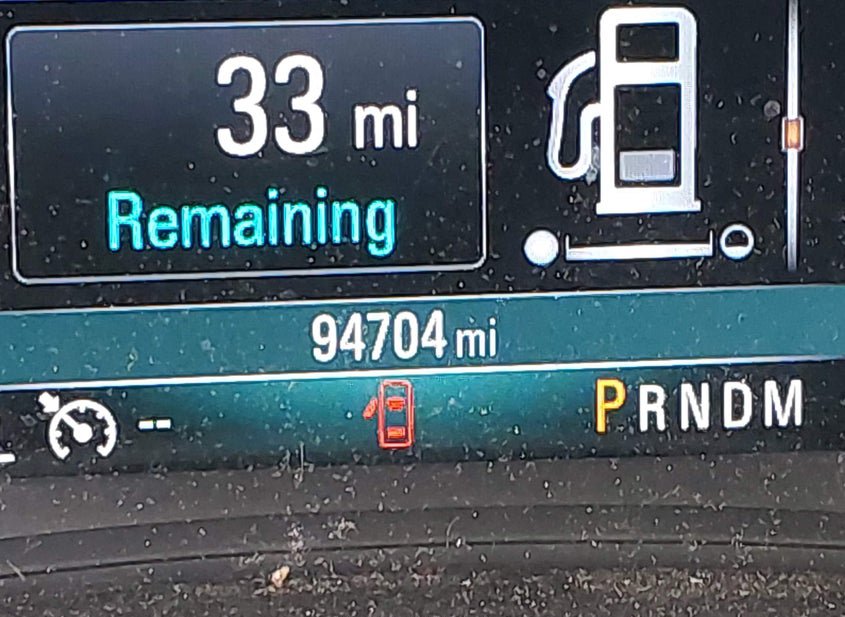 33 mi
Remaining
94704 mi
-- PRNDM